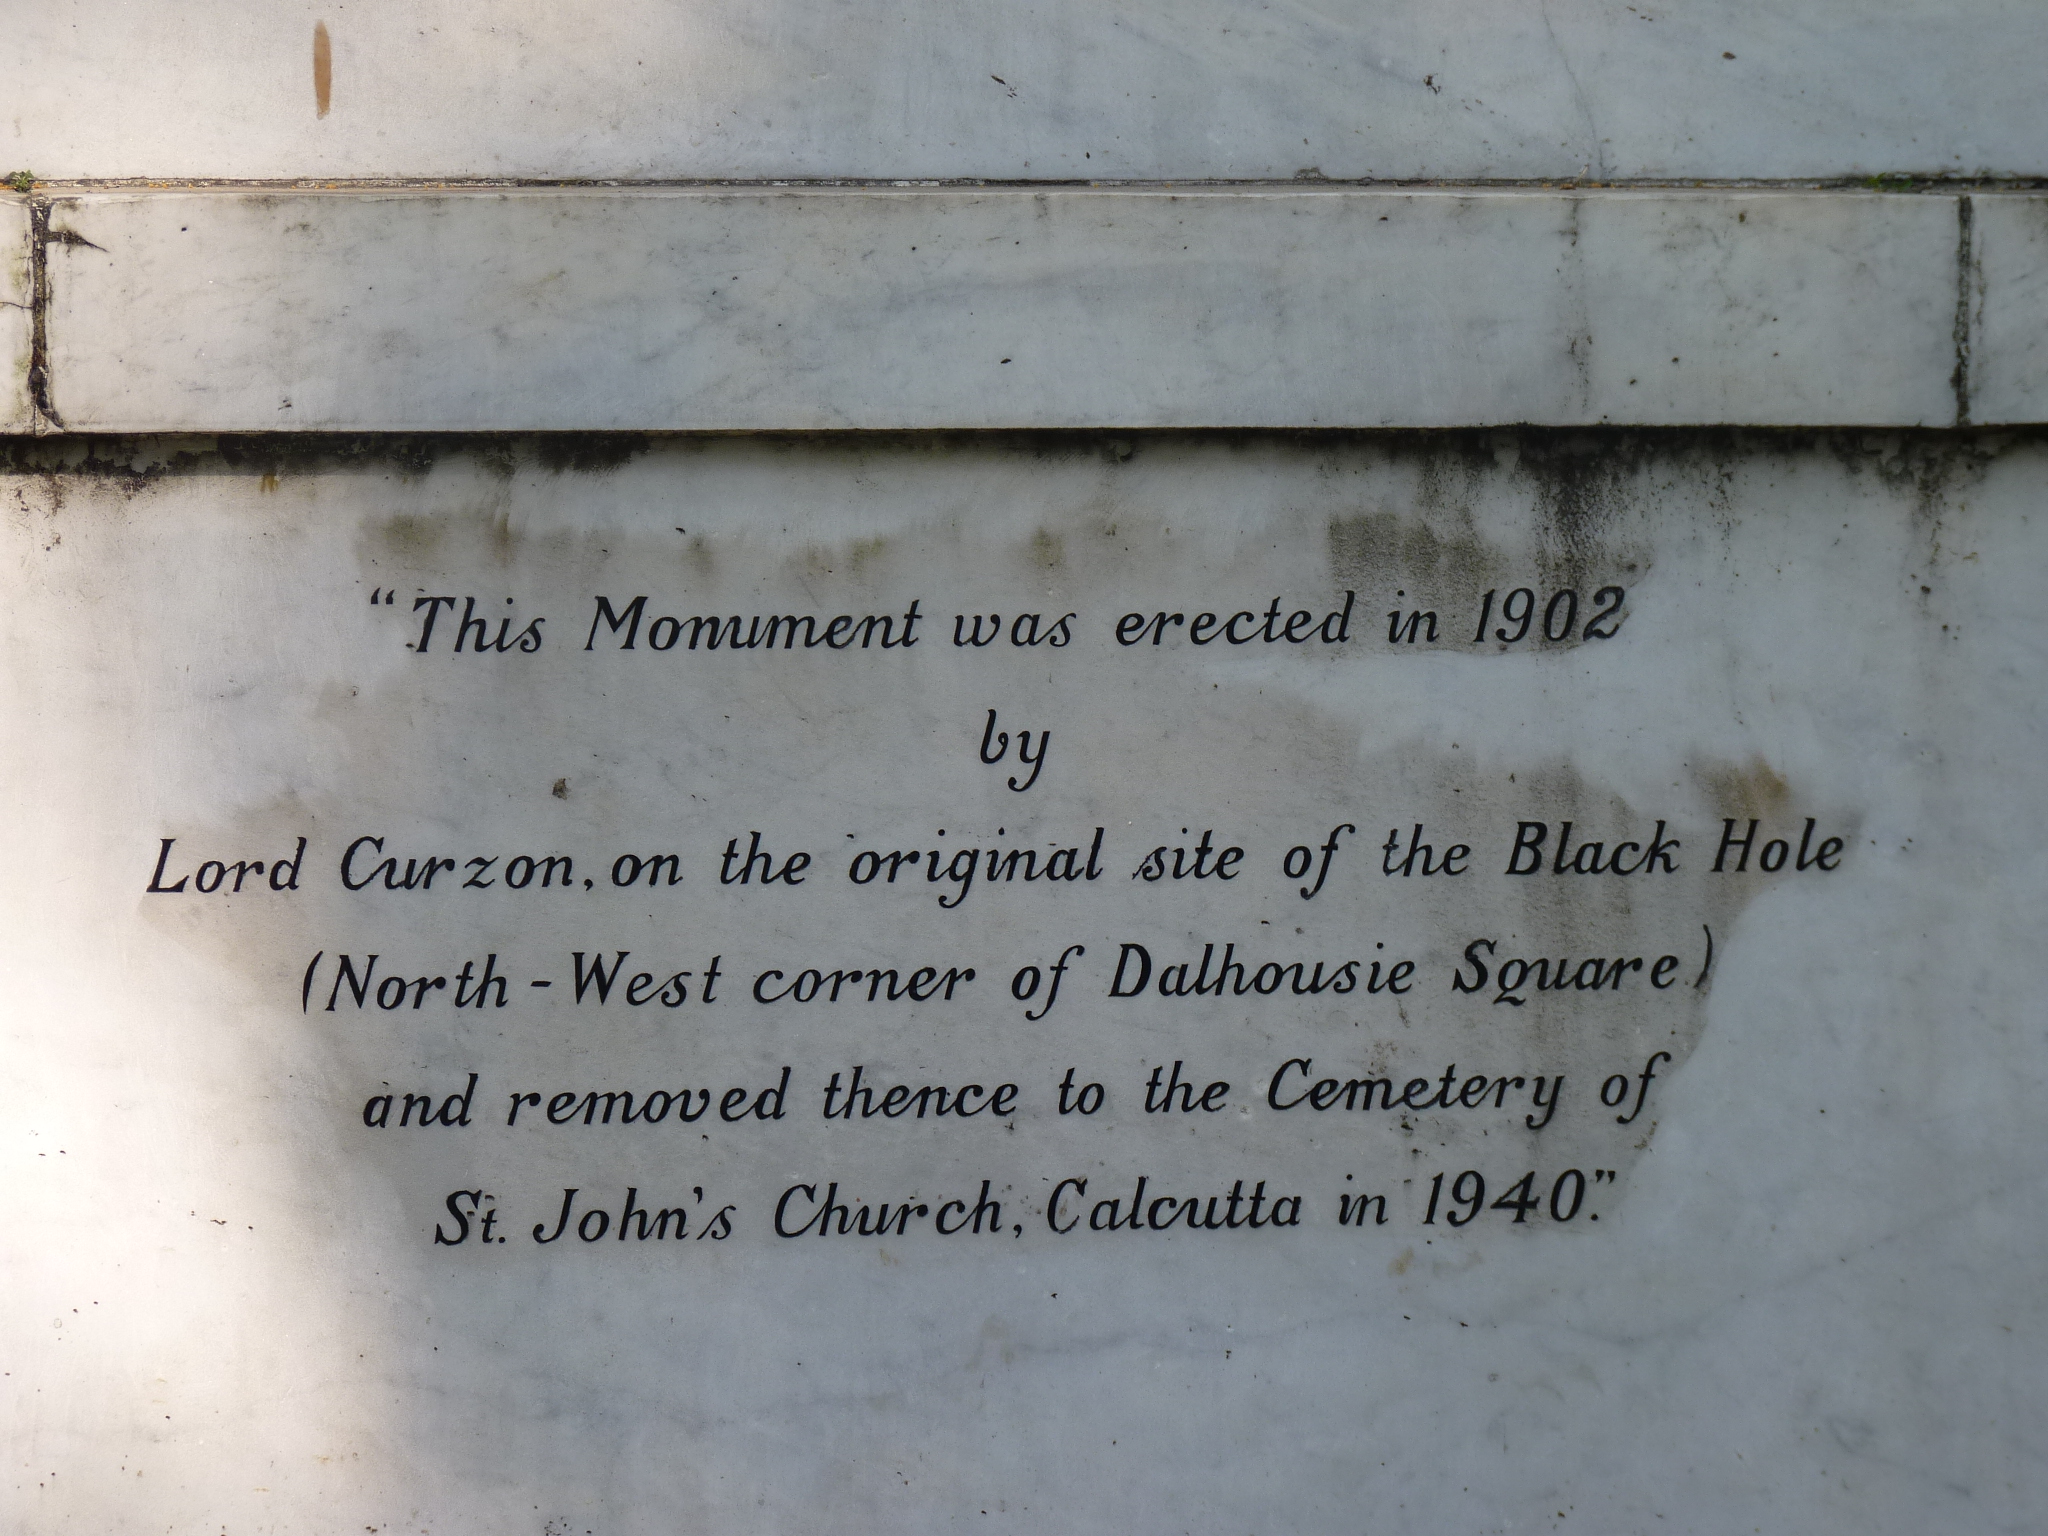 “This Monument was erected in 1902
by
Lord Curzon, on the original site of the Black Hole
(North-West corner of Dalhousie Square)
and removed thence to the Cemetery of
St. John's Church, Calcutta in 1940.”